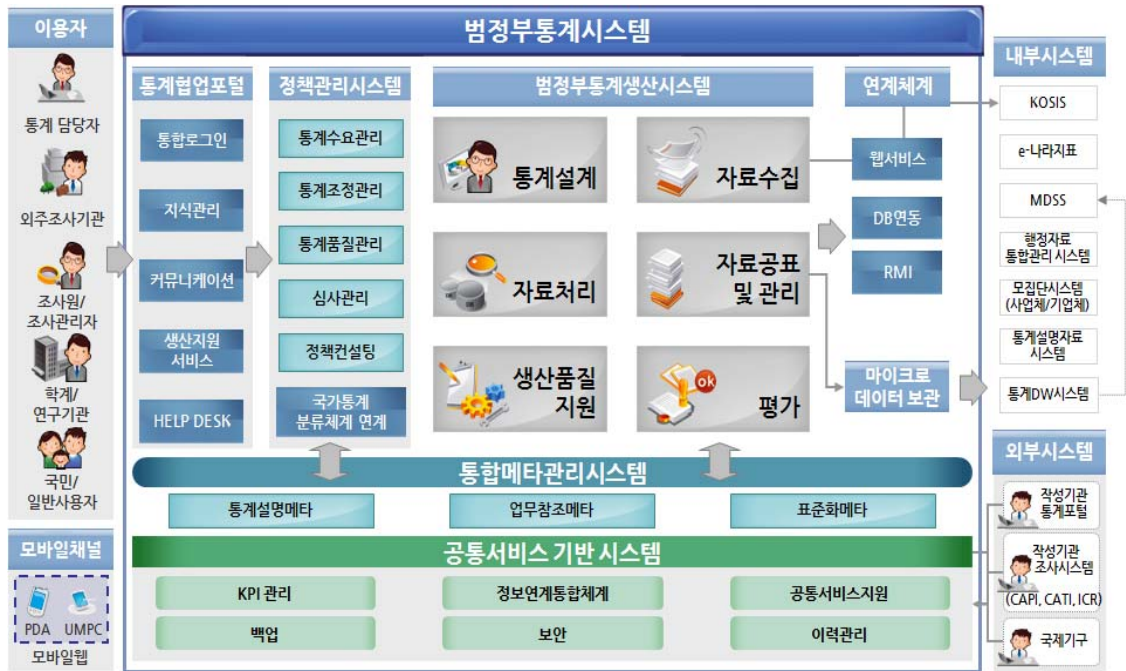 이용자
통계 담당자
외주조사기관
조사원/
조사관리자
학계/
연구기관
국민/
일반사용자
모바일채널
PDA
UMPC
모바일웹
범정부통계시스템
통계협업포털
통합로그인
지식관리
커뮤니케이션
생산지원
서비스
HELP DESK
정책관리시스템
통계수요관리
통계조정관리
통계품질관리
심사관리
정책컨설팅
국가통계
분류체계 연계
범정부통계생산시스템
통계설계
자료수집
자료처리
자료공표
및 관리
생산품질
지원
ok
평가
연계체계
웹서비스
DB연동
RMI
마이크로
데이터 보관
통합메타관리시스템
통계설명메타
업무참조메타
표준화메타
공통서비스 기반 시스템
KPI 관리
정보연계통합체계
공통서비스지원
백업
보안
이력관리
내부시스템
KOSIS
e-나라지표
MDSS
행정자료
통합관리 시스템
모집단시스템
(사업체/기업체)
통계설명자료
시스템
통계DW시스템
외부시스템
작성기관
통계포털
작성기관
조사시스템
(CAPI, CATI, ICR)
국제기구